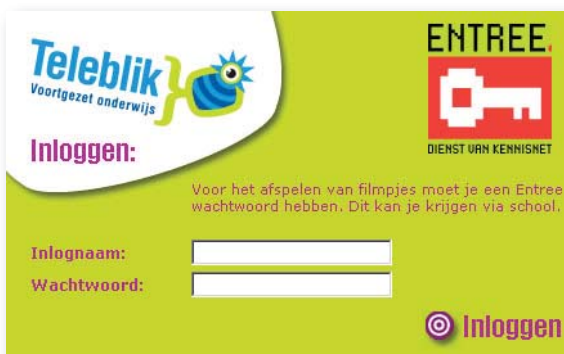 Teleblik
Voortgezet onderwijs
ENTREE.
DIENST VAN KENNISNET
Inloggen:
Voor het afspelen van filmpjes moet je een Entree
wachtwoord hebben. Dit kan je krijgen via school.
Inlognaam:
Wachtwoord:
Inloggen